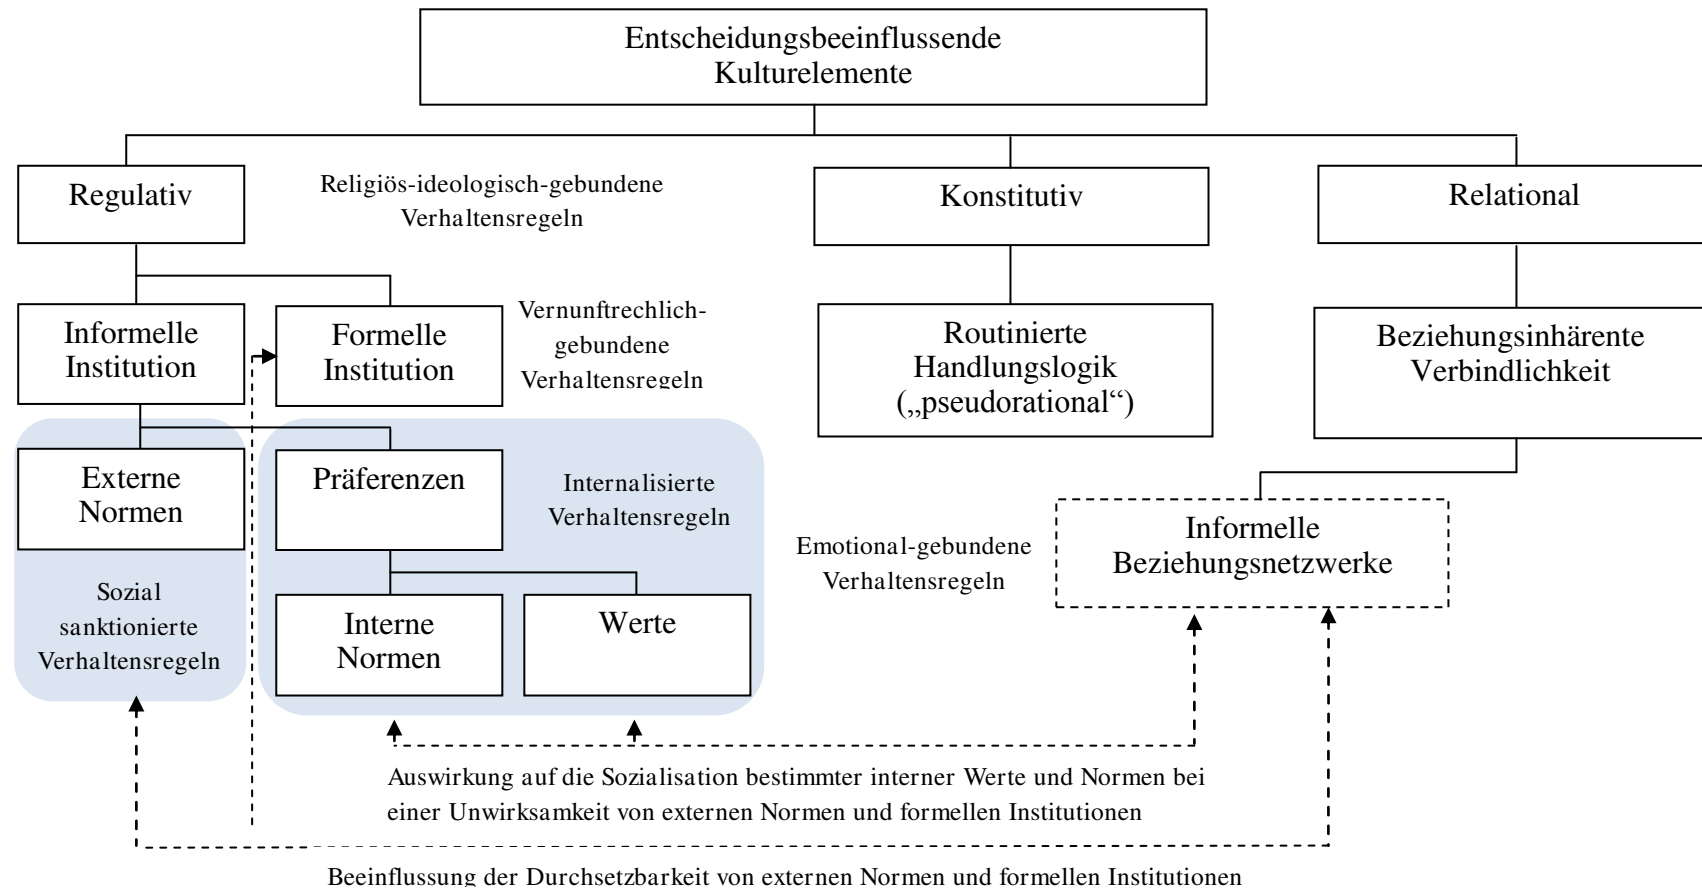 Entscheidungsbeeinflussende
Kulturelemente
Regulativ
Religiös-ideologisch-gebundene
Verhaltensregeln
Konstitutiv
Relational
Informelle
Institution
Formelle
Institution
Vernunftrechlich-
gebundene
Verhaltensregeln
Routinierte
Handlungslogik
(„pseudorational“)
Beziehungsinhärente
Verbindlichkeit
Externe
Normen
Präferenzen
Internalisierte
Verhaltensregeln
Sozial
sanktionierte
Verhaltensregeln
Interne
Normen
Werte
Emotional-gebundene
Verhaltensregeln
Informelle
Beziehungsnetzwerke
Auswirkung auf die Sozialisation bestimmter interner Werte und Normen bei
einer Unwirksamkeit von externen Normen und formellen Institutionen
Beeinflussung der Durchsetzbarkeit von externen Normen und formellen Institutionen